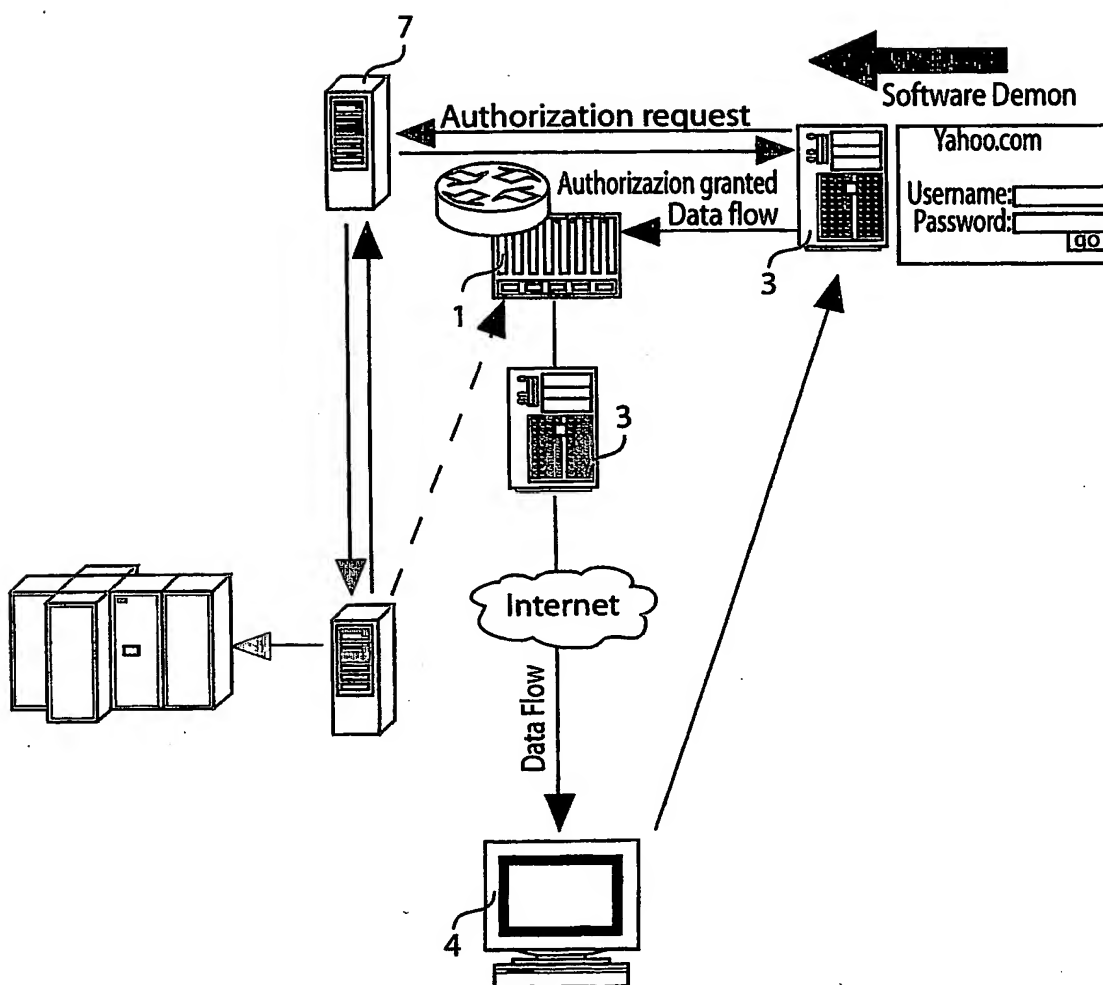 7
Software Demon
Authorization request
Yahoo.com
Authorizazion granted
Data flow
Username:
Password:
go
3
1
3
Internet
Data Flow
4